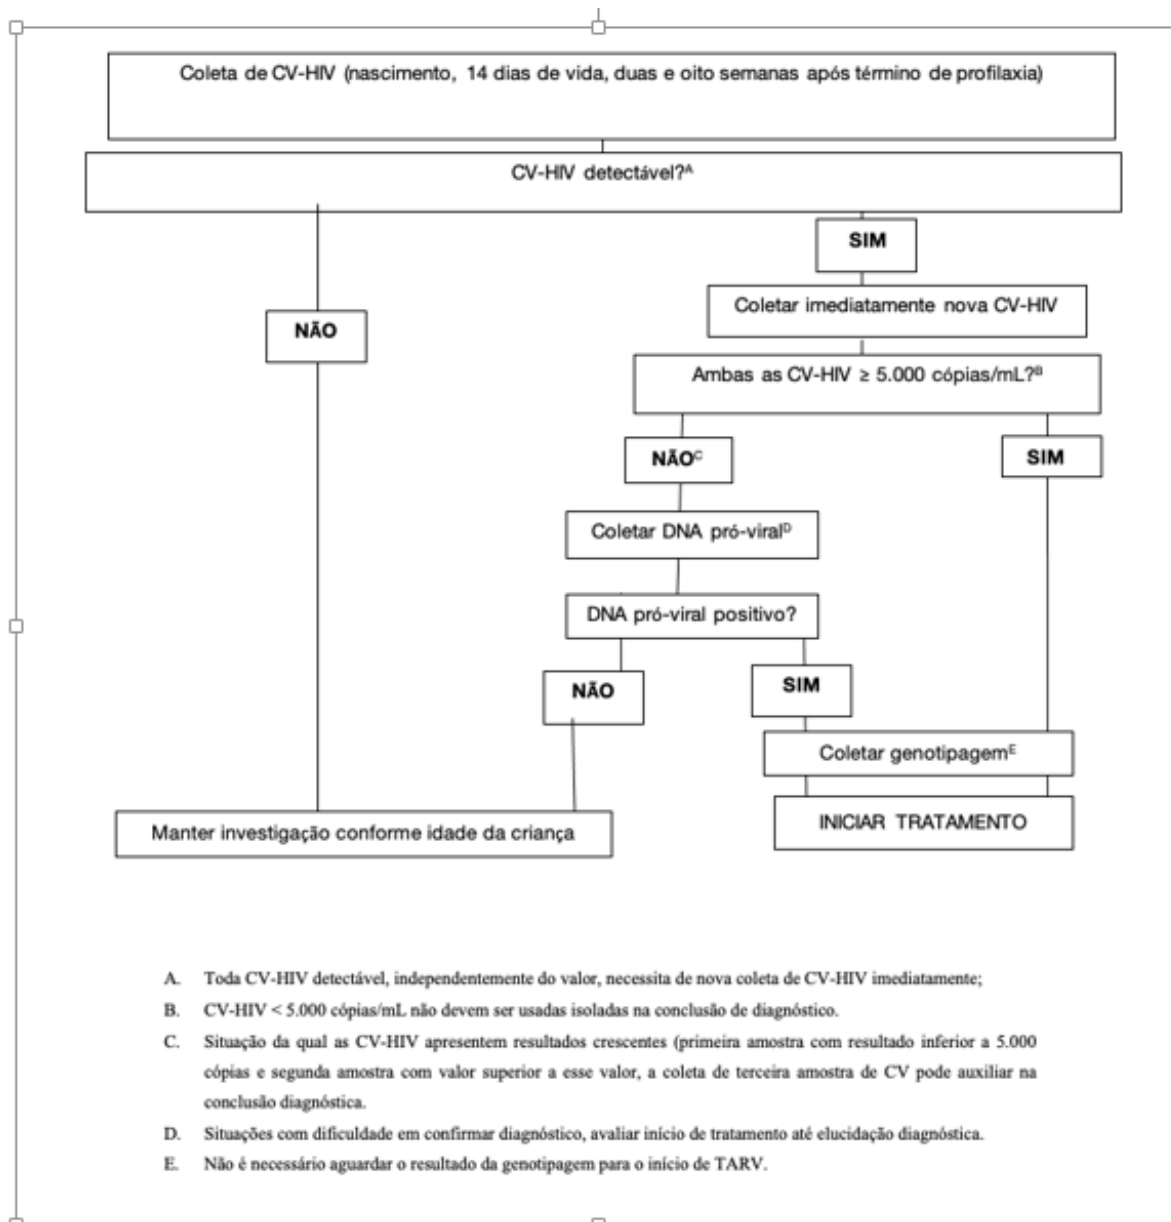 Coleta de CV-HIV (nascimento, 14 dias de vida, duas e oito semanas após término de profilaxia)
CV-HIV detectável?ᴬ
SIM
Coletar imediatamente nova CV-HIV
NÃO
Ambas as CV-HIV ≥ 5.000 cópias/mL?ᴮ
NÃOᶜ
SIM
Coletar DNA pró-viralᴰ
DNA pró-viral positivo?
NÃO
SIM
Coletar genotipagemᴱ
Manter investigação conforme idade da criança
INICIAR TRATAMENTO
A. Toda CV-HIV detectável, independentemente do valor, necessita de nova coleta de CV-HIV imediatamente;
B. CV-HIV < 5.000 cópias/mL não devem ser usadas isoladas na conclusão de diagnóstico.
C. Situação da qual as CV-HIV apresentem resultados crescentes (primeira amostra com resultado inferior a 5.000
cópias e segunda amostra com valor superior a esse valor, a coleta de terceira amostra de CV pode auxiliar na
conclusão diagnóstica.
D. Situações com dificuldade em confirmar diagnóstico, avaliar início de tratamento até elucidação diagnóstica.
E. Não é necessário aguardar o resultado da genotipagem para o início de TARV.